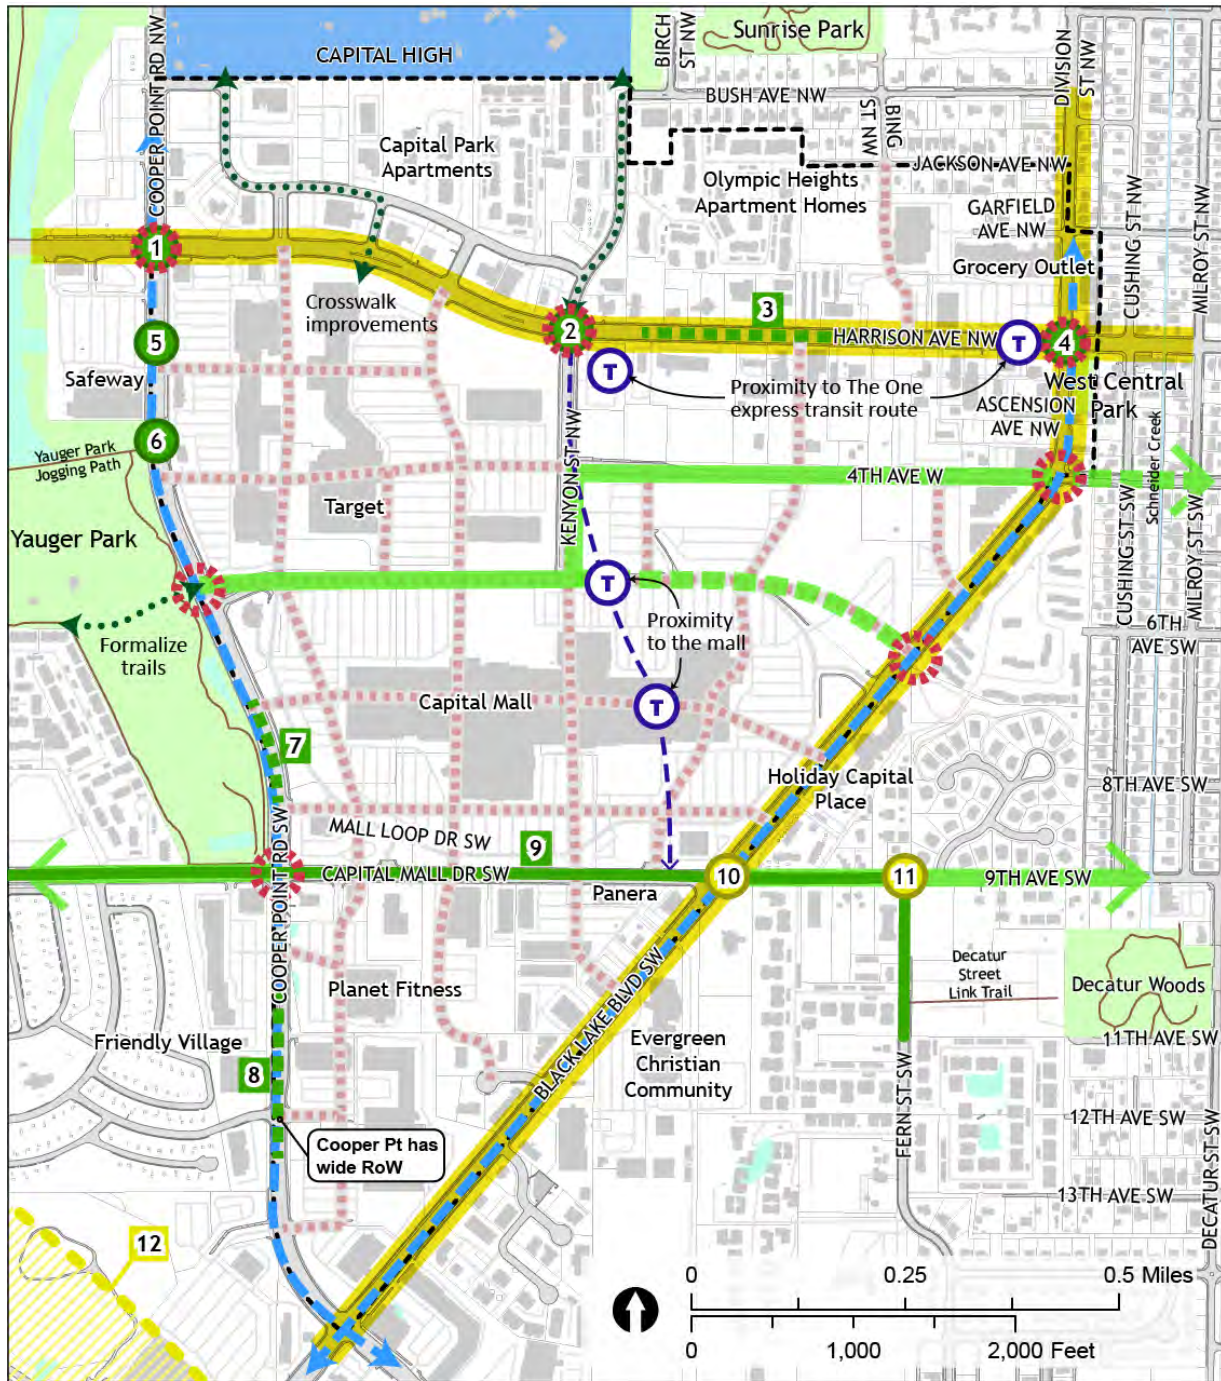 Sunrise Park
CAPITAL HIGH
COOPER POINT RD NW
BIRCH
ST NW
DIVISION
ST NW
BUSH AVE NW
BING
ST NW
Capital Park
Apartments
JACKSON AVE NW
Olympic Heights
Apartment Homes
GARFIELD
AVE NW
CUSHING ST NW
MILROY ST NW
1
Grocery Outlet
Crosswalk
improvements
2
3
HARRISON AVE NW
T
4
5
Safeway
T
Proximity to The One
express transit route
West Central
Park
ASCENSION
AVE NW
6
Yauger Park
Jogging Path
KENYON ST NW
4TH AVE W
Schneider Creek
Target
CUSHING ST SW
MILROY ST SW
Yauger Park
T
Formalize
trails
Proximity
to the mall
6TH
AVE SW
Capital Mall
T
7
Holiday Capital
Place
8TH AVE SW
MALL LOOP DR SW
9
CAPITAL MALL DR SW
Panera
10
11
9TH AVE SW
COOPER POINT RD SW
Planet Fitness
BLACK LAKE BLVD SW
Decatur
Street
Link Trail
Decatur Woods
Friendly Village
Evergreen
Christian
Community
11TH AVE SW
8
FERN ST SW
12TH AVE SW
Cooper Pt has
wide RoW
13TH AVE SW
DECATUR ST SW
12
0
0.25
0.5 Miles
0
1,000
2,000 Feet